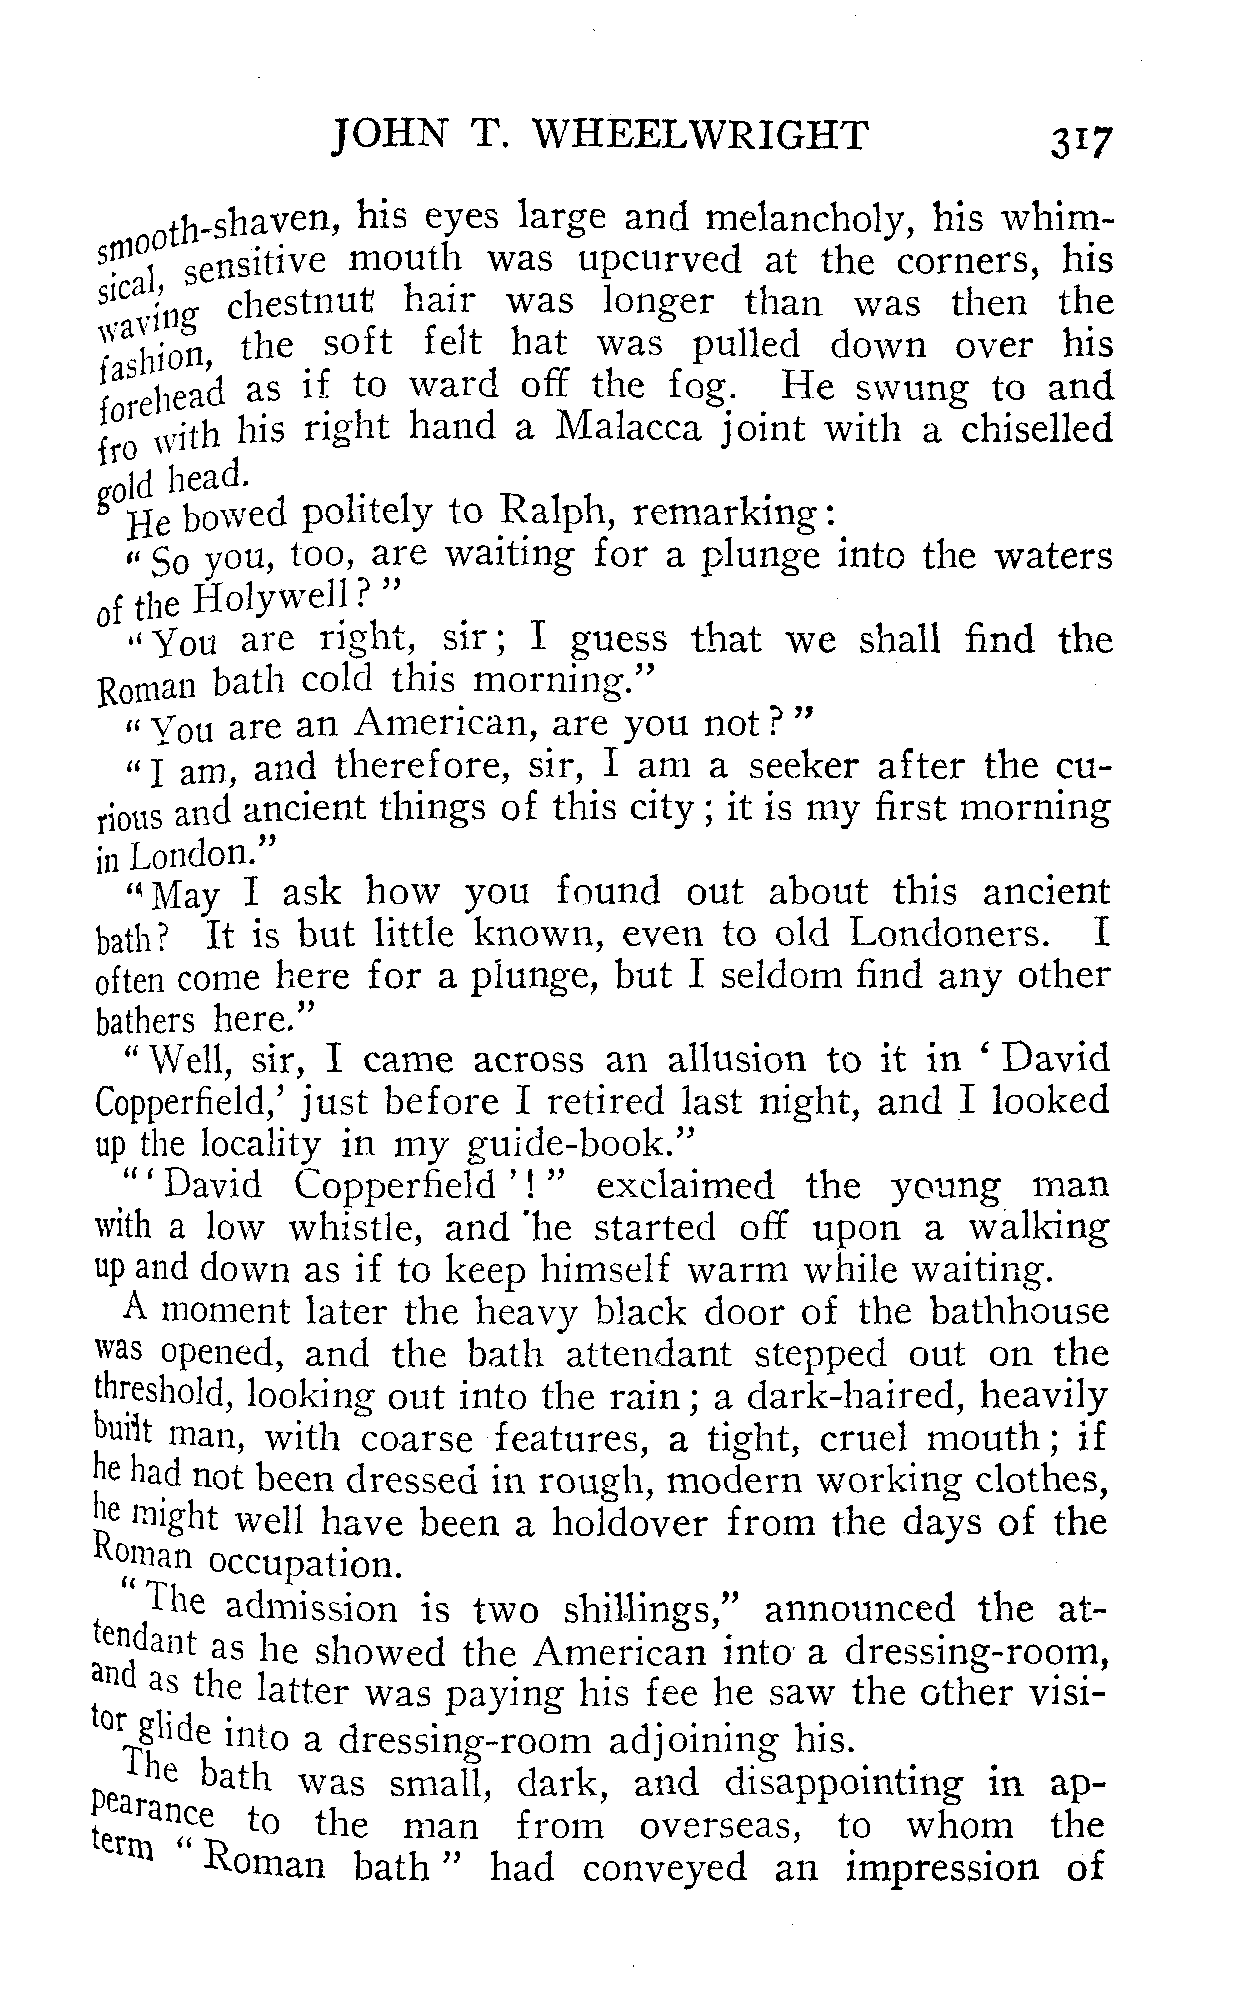 JOHN T. WHEELWRIGHT 317
smooth-shaven, his eyes large and melancholy, his whim-
sical, sensitive mouth was upcurved at the corners, his
waving chestnut hair was longer than was then the
fashion, the soft felt hat was pulled down over his
forehead as if to ward off the fog. He swung to and
fro with his right hand a Malacca joint with a chiselled
gold head.
He bowed politely to Ralph, remarking:
"So you, too, are waiting for a plunge into the waters
of the Holywell?"
"You are right, sir; I guess that we shall find the
Roman bath cold this morning."
"You are an American, are you not?"
"I am, and therefore, sir, I am a seeker after the cu-
rious and ancient things of this city; it is my first morning
in London."
"May I ask how you found out about this ancient
bath? It is but little known, even to old Londoners. I
often come here for a plunge, but I seldom find any other
bathers here."
"Well, sir, I came across an allusion to it in 'David
Copperfield,' just before I retired last night, and I looked
up the locality in my guide-book."
"'David Copperfield'!" exclaimed the young man
with a low whistle, and he started off upon a walking
up and down as if to keep himself warm while waiting.
A moment later the heavy black door of the bathhouse
was opened, and the bath attendant stepped out on the
threshold, looking out into the rain; a dark-haired, heavily
built man, with coarse features, a tight, cruel mouth; if
he had not been dressed in rough, modern working clothes,
he might well have been a holdover from the days of the
Roman occupation.
"The admission is two shillings," announced the at-
tendant as he showed the American into a dressing-room,
and as the latter was paying his fee he saw the other visi-
tor glide into a dressing-room adjoining his.
The bath was small, dark, and disappointing in ap-
pearance to the man from overseas, to whom the
term "Roman bath" had conveyed an impression of